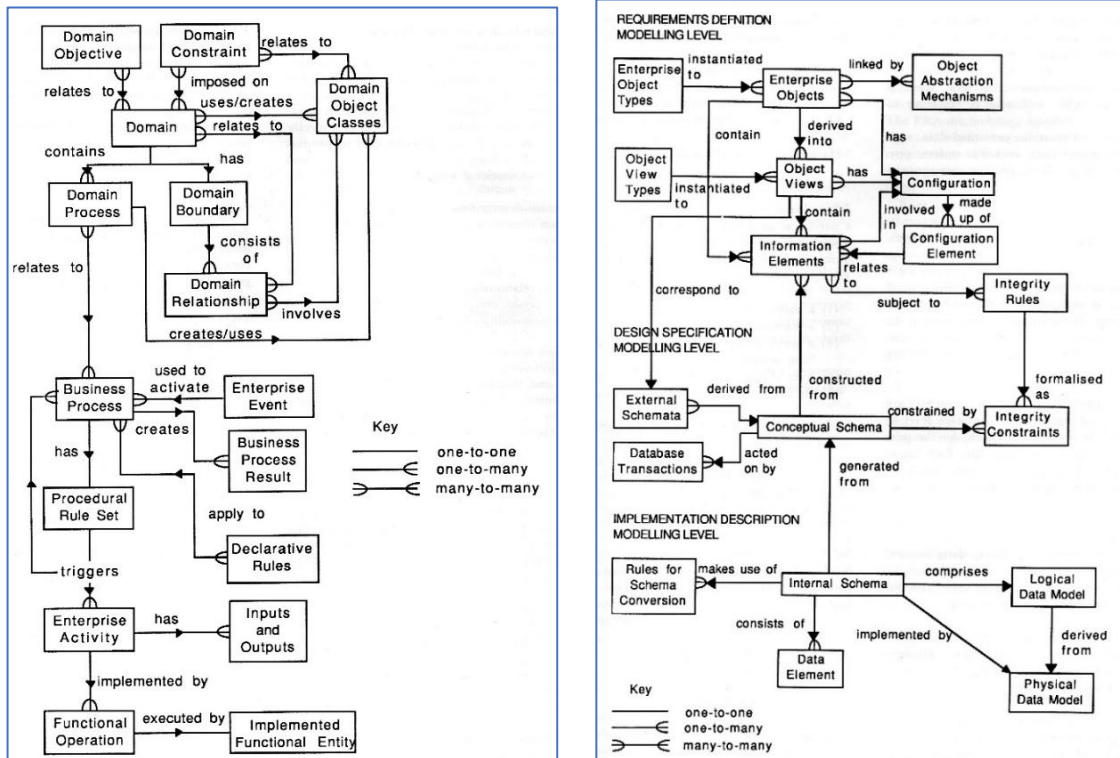 Domain
Objective
Domain
Constraint
relates to
relates to
imposed on
uses/creates
Domain
Object
Classes
Domain
relates to
contains
has
Domain
Process
Domain
Boundary
relates to
consists
of
Domain
Relationship
involves
creates/uses
Business
Process
used to
activate
Enterprise
Event
creates
Business
Process
Result
has
Procedural
Rule Set
apply to
Declarative
Rules
triggers
Enterprise
Activity
has
Inputs
and
Outputs
implemented by
Functional
Operation
executed by
Implemented
Functional Entity
Key
one-to-one
one-to-many
many-to-many
REQUIREMENTS DEFNITION
MODELLING LEVEL
Enterprise
Object
Types
instantiated
to
Enterprise
Objects
linked by
Object
Abstraction
Mechanisms
contain
derived
into
has
Object
View
Types
instantiated
to
Object
Views
has
Configuration
contain
involved
in
made
up of
Configuration
Element
Information
Elements
relates
to
correspond to
subject to
Integrity
Rules
DESIGN SPECIFICATION
MODELLING LEVEL
External
Schemata
derived from
constructed
from
formalised
as
Conceptual Schema
constrained by
Integrity
Constraints
Database
Transactions
acted
on by
generated
from
IMPLEMENTATION DESCRIPTION
MODELLING LEVEL
Rules for
Schema
Conversion
makes use of
Internal Schema
comprises
Logical
Data Model
consists of
Data
Element
implemented by
derived
from
Physical
Data Model
Key
one-to-one
one-to-many
many-to-many